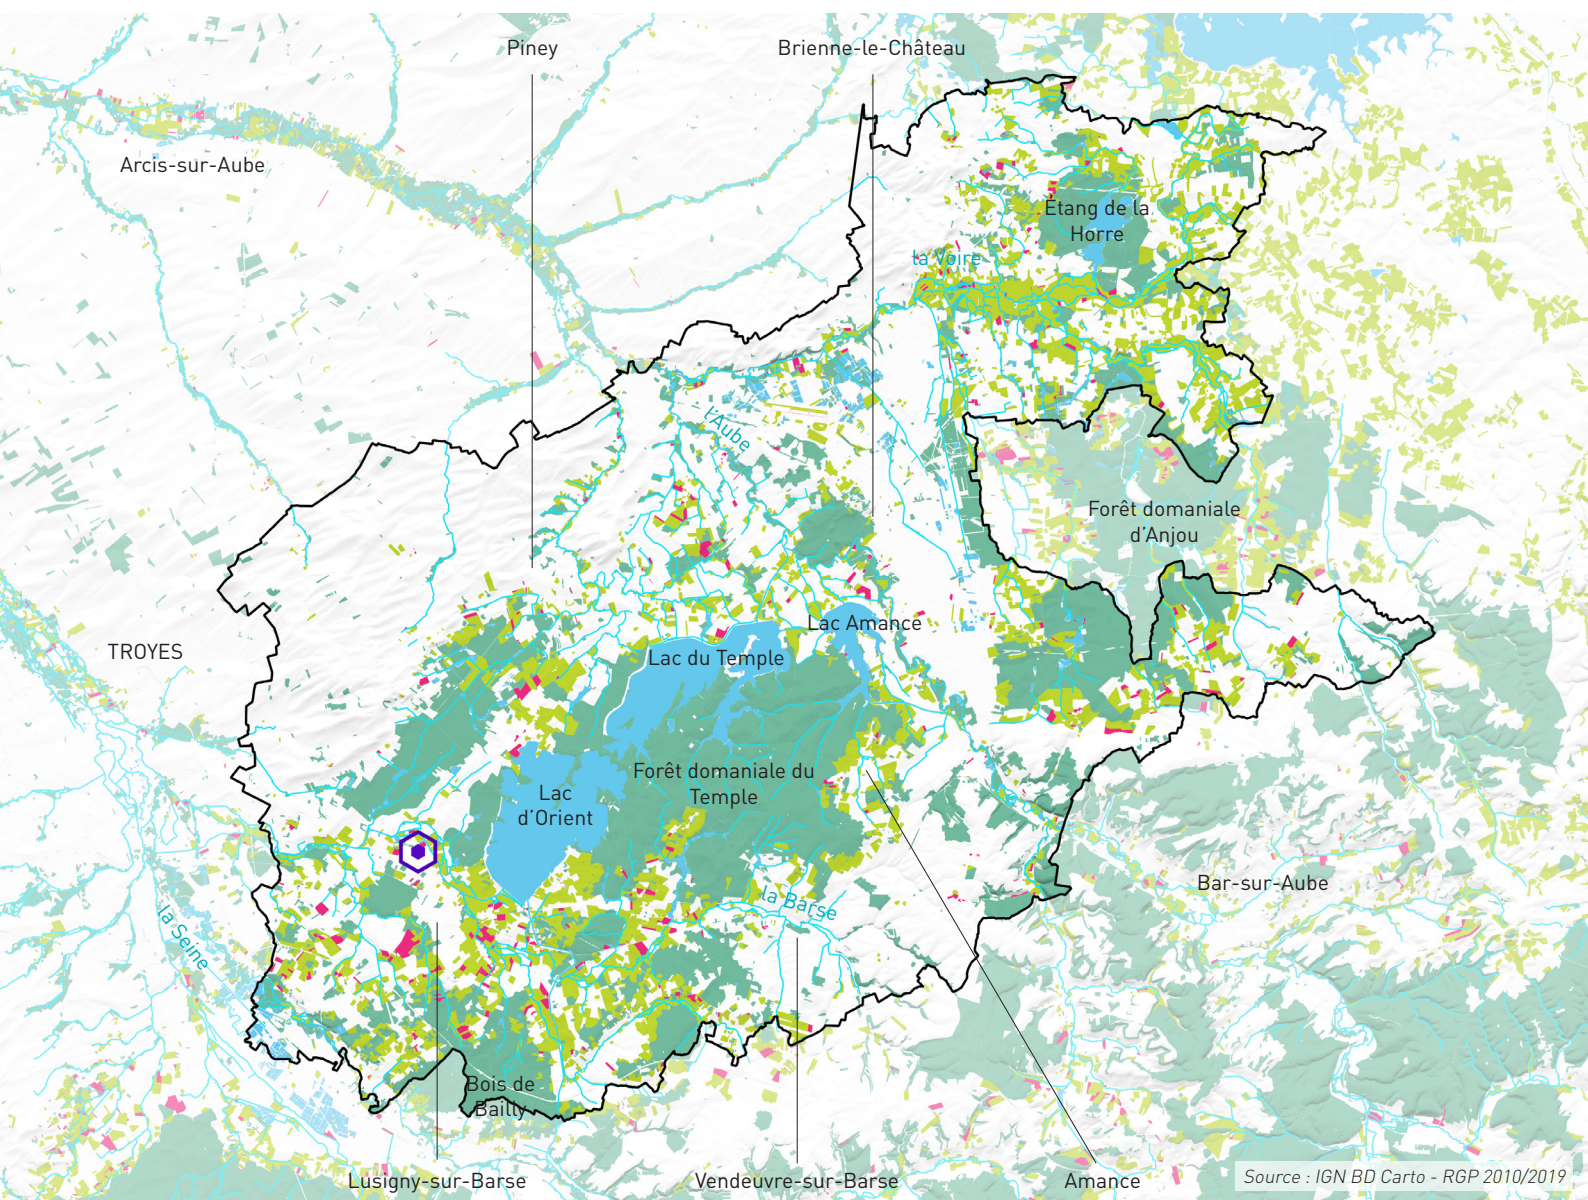 Piney
Brienne-le-Château
Arcis-sur-Aube
Étang de la
Horre
la Voire
l'Aube
Forêt domaniale
d'Anjou
TROYES
Lac Amance
Lac du Temple
Forêt domaniale du
Temple
Lac
d'Orient
Bar-sur-Aube
la Barse
la Seine
Bois de
Bailly
Lusigny-sur-Barse
Vendeuvre-sur-Barse
Amance
Source : IGN BD Carto - RGP 2010/2019